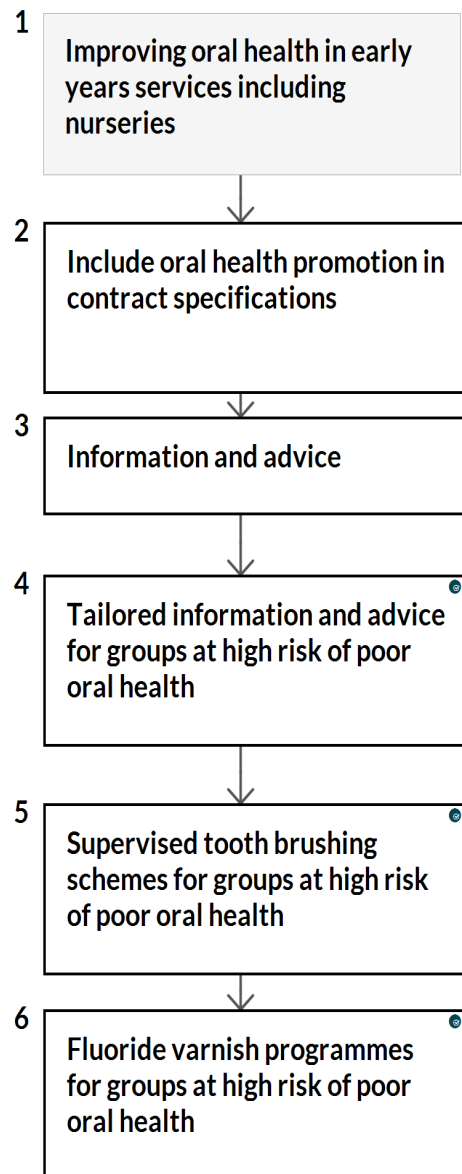 1
Improving oral health in early
years services including
nurseries
2
Include oral health promotion in
contract specifications
3
Information and advice
4
Tailored information and advice
for groups at high risk of poor
oral health
5
Supervised tooth brushing
schemes for groups at high risk
of poor oral health
6
Fluoride varnish programmes
for groups at high risk of poor
oral health